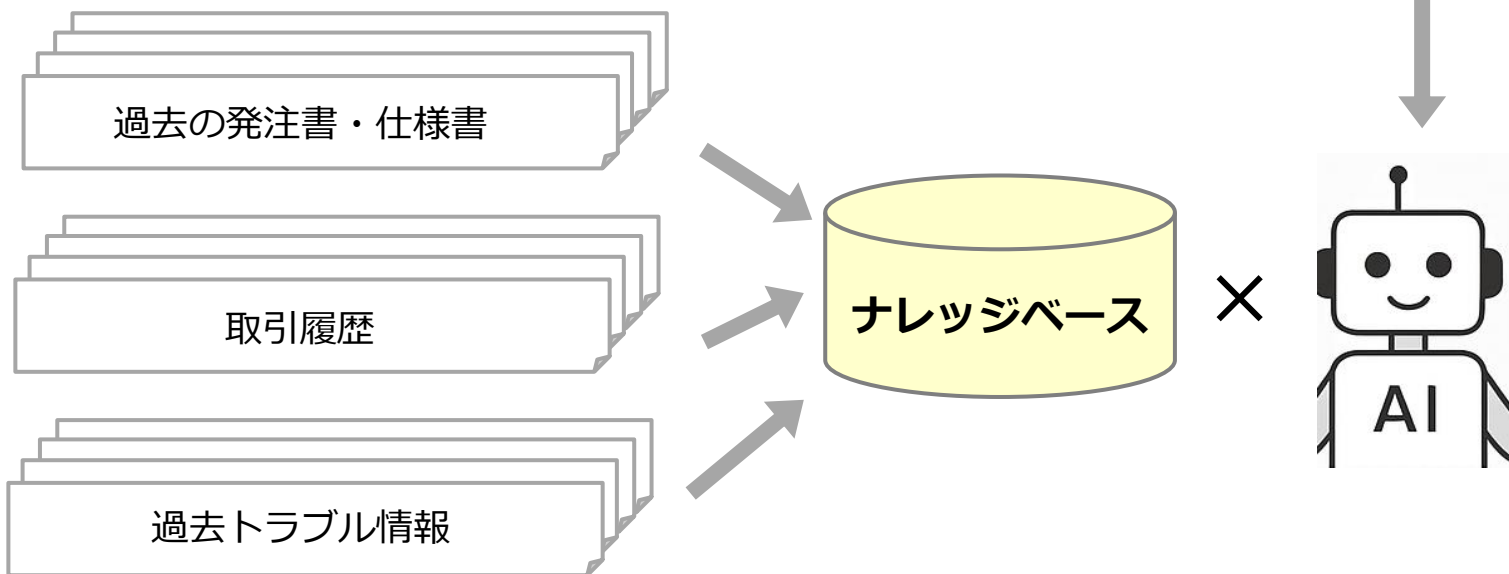 過去の発注書・仕様書
取引履歴
過去トラブル情報
ナレッジベース
×
AI